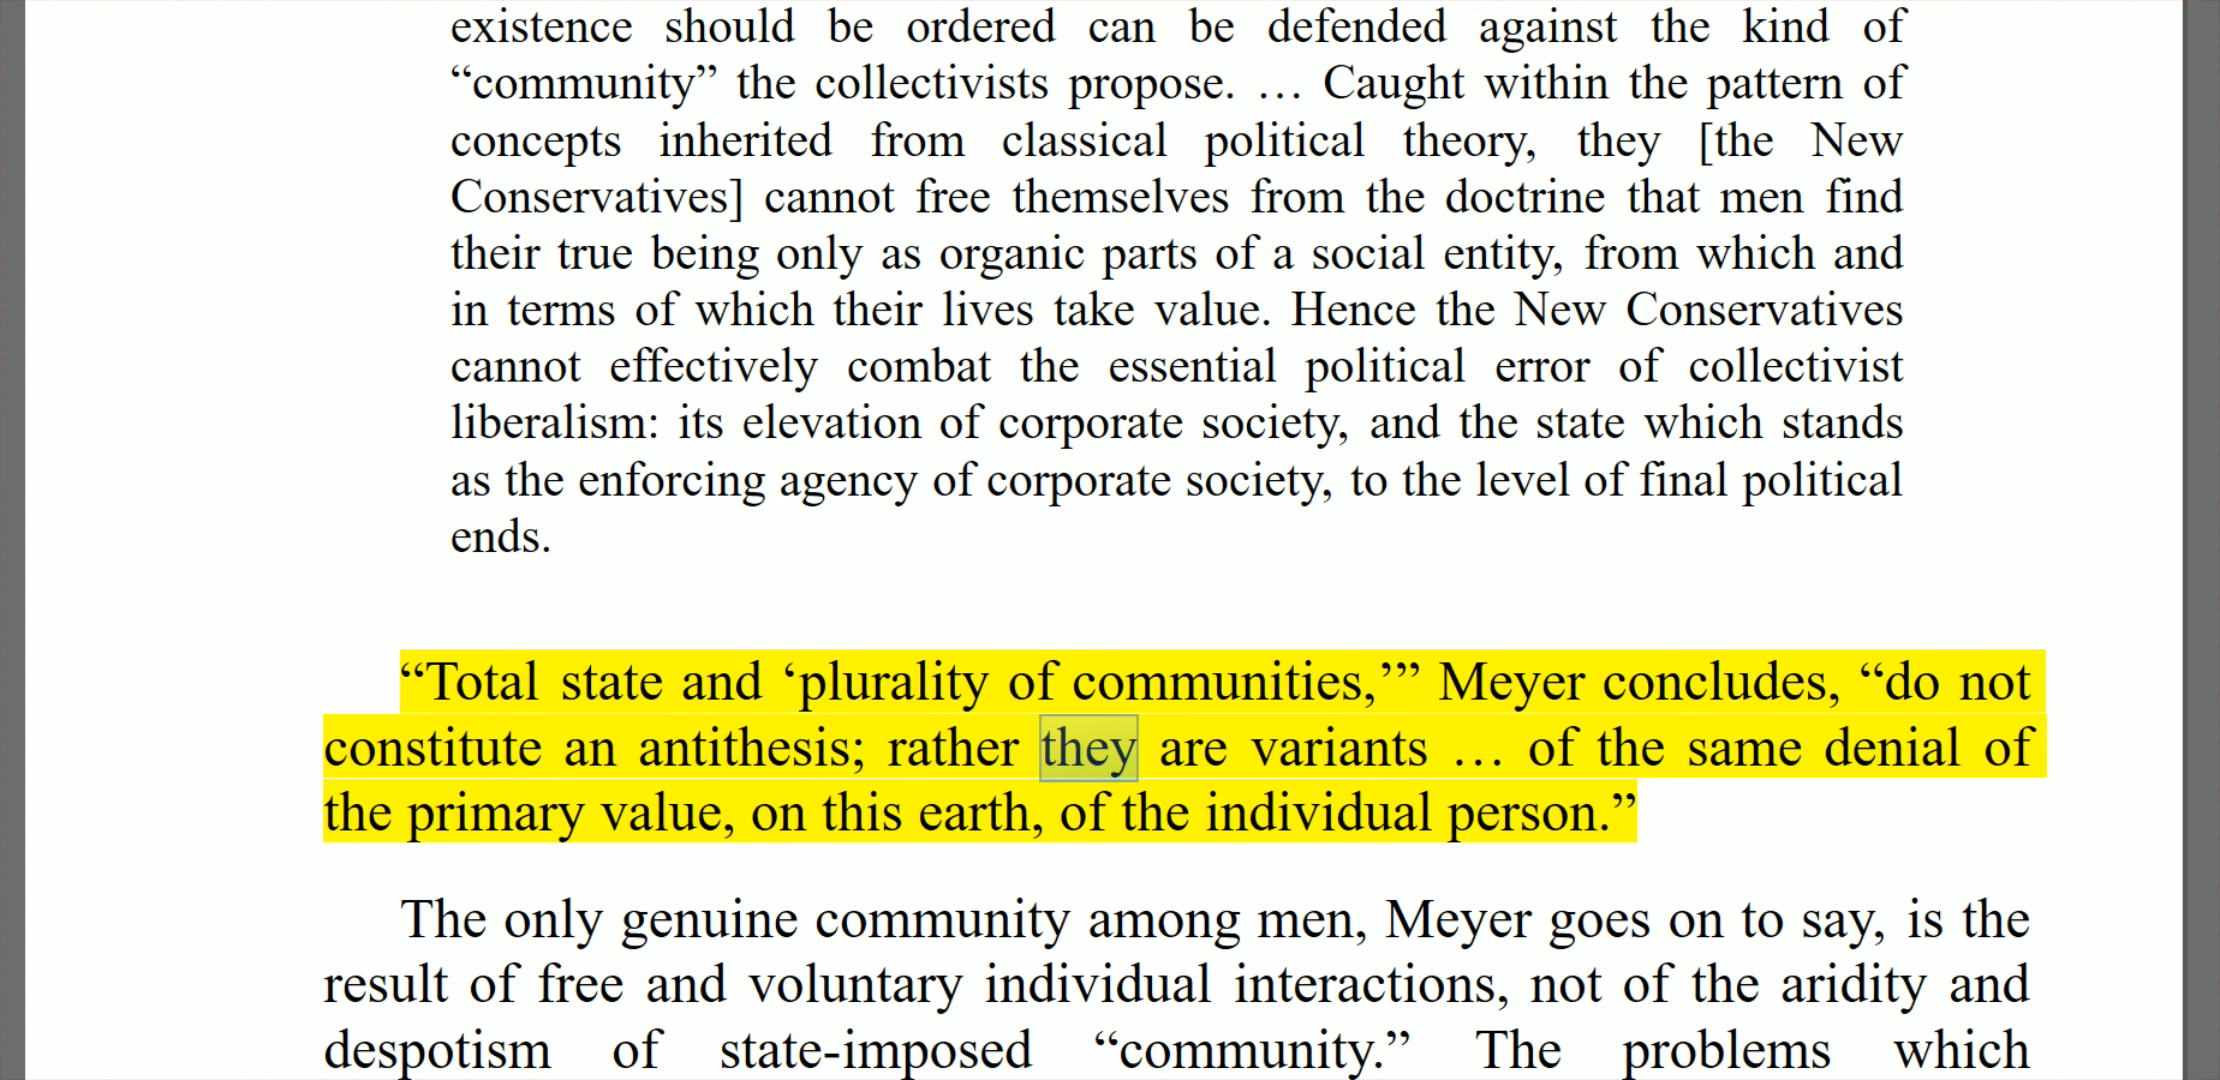 existence should be ordered can be defended against the kind of
“community” the collectivists propose. … Caught within the pattern of
concepts inherited from classical political theory, they [the New
Conservatives] cannot free themselves from the doctrine that men find
their true being only as organic parts of a social entity, from which and
in terms of which their lives take value. Hence the New Conservatives
cannot effectively combat the essential political error of collectivist
liberalism: its elevation of corporate society, and the state which stands
as the enforcing agency of corporate society, to the level of final political
ends.
“Total state and ‘plurality of communities,’” Meyer concludes, “do not
constitute an antithesis; rather they are variants … of the same denial of
the primary value, on this earth, of the individual person.”
The only genuine community among men, Meyer goes on to say, is the
result of free and voluntary individual interactions, not of the aridity and
despotism of state-imposed “community.” The problems which